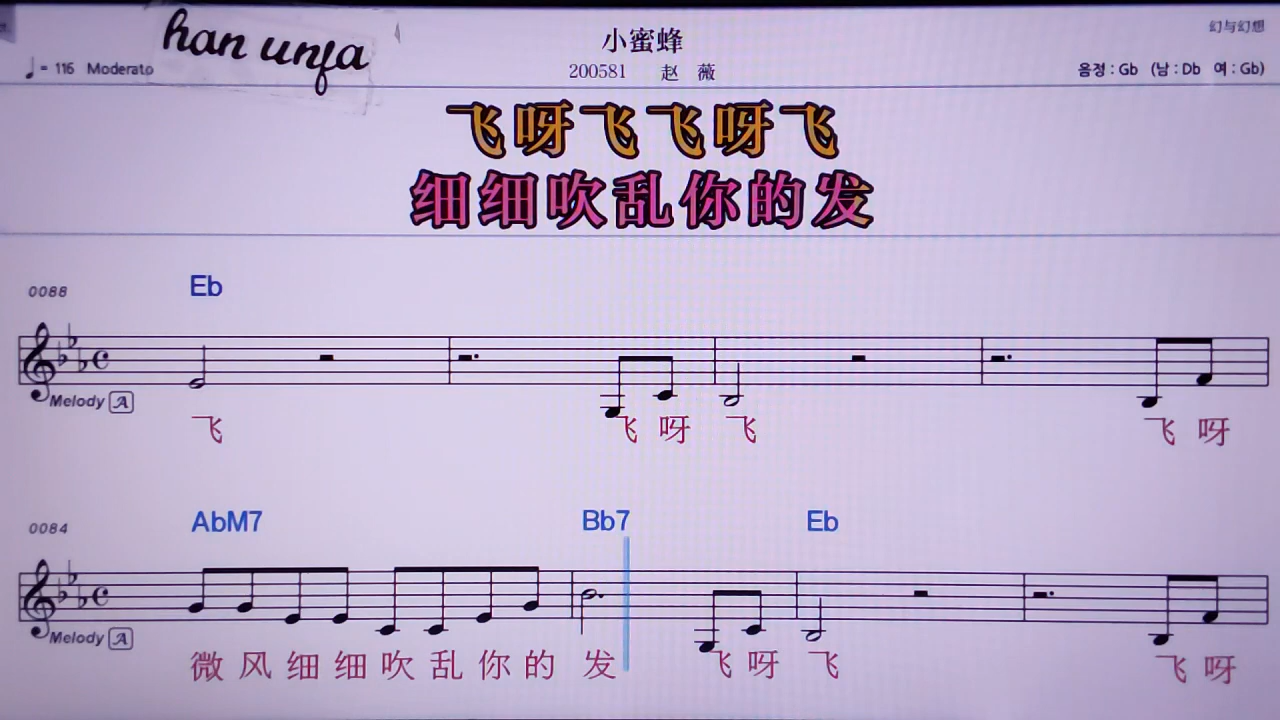 han unfa
小蜜蜂
幻与幻想
♩= 116 Moderato
200581 赵 薇
음정 : Gb (남 : Db 여 : Gb)
飞呀飞飞呀飞
细细吹乱你的发
0088
Eb
Melody A
飞 飞 呀 飞 飞 呀
0084
AbM7 Bb7 Eb
Melody A
微 风 细 细 吹 乱 你 的 发 飞 呀 飞 飞 呀